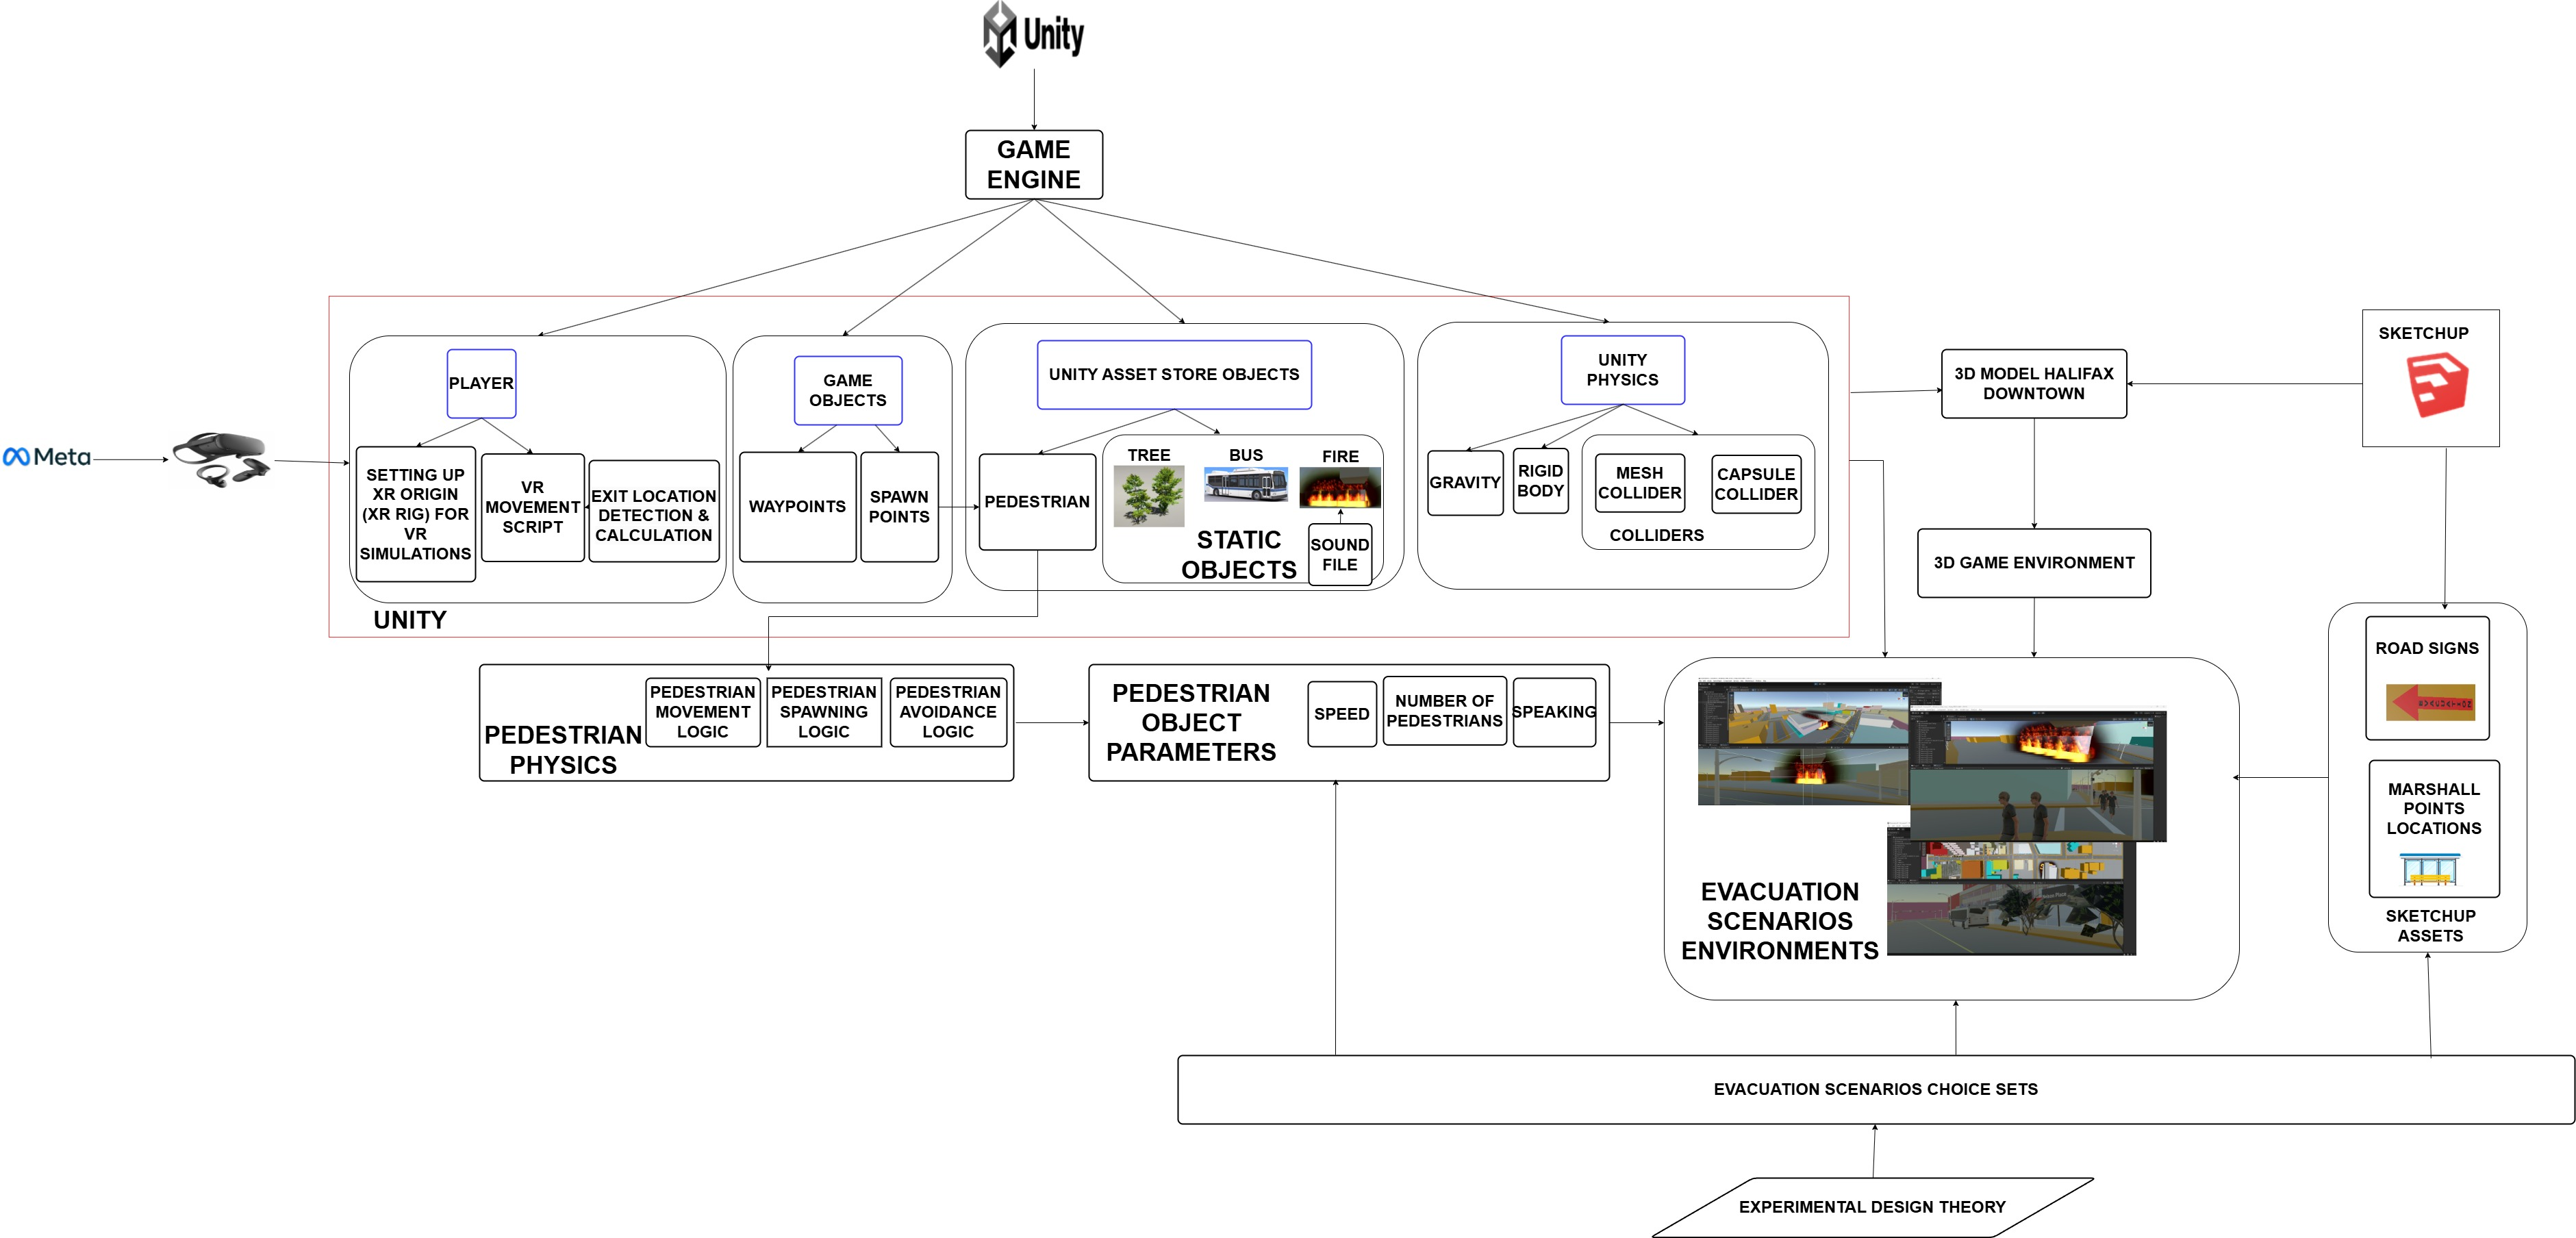 Unity
GAME
ENGINE
PLAYER
SETTING UP
XR ORIGIN
(XR RIG) FOR
VR
SIMULATIONS
VR
MOVEMENT
SCRIPT
EXIT LOCATION
DETECTION &
CALCULATION
UNITY
GAME
OBJECTS
WAYPOINTS
SPAWN
POINTS
UNITY ASSET STORE OBJECTS
PEDESTRIAN
TREE
BUS
FIRE
STATIC
OBJECTS
SOUND
FILE
UNITY
PHYSICS
GRAVITY
RIGID
BODY
MESH
COLLIDER
CAPSULE
COLLIDER
COLLIDERS
3D MODEL HALIFAX
DOWNTOWN
SKETCHUP
Meta
3D GAME ENVIRONMENT
PEDESTRIAN
PHYSICS
PEDESTRIAN
MOVEMENT
LOGIC
PEDESTRIAN
SPAWNING
LOGIC
PEDESTRIAN
AVOIDANCE
LOGIC
PEDESTRIAN
OBJECT
PARAMETERS
SPEED
NUMBER OF
PEDESTRIANS
SPEAKING
EVACUATION
SCENARIOS
ENVIRONMENTS
ROAD SIGNS
MARSHALL
POINTS
LOCATIONS
SKETCHUP
ASSETS
EVACUATION SCENARIOS CHOICE SETS
EXPERIMENTAL DESIGN THEORY